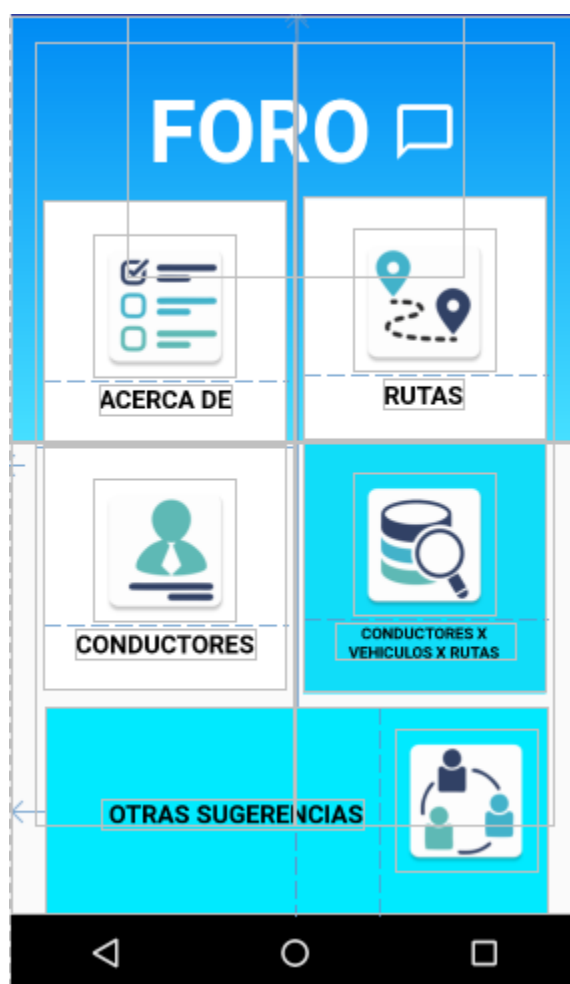 FORO
ACERCA DE
RUTAS
CONDUCTORES
CONDUCTORES X
VEHICULOS X RUTAS
OTRAS SUGERENCIAS